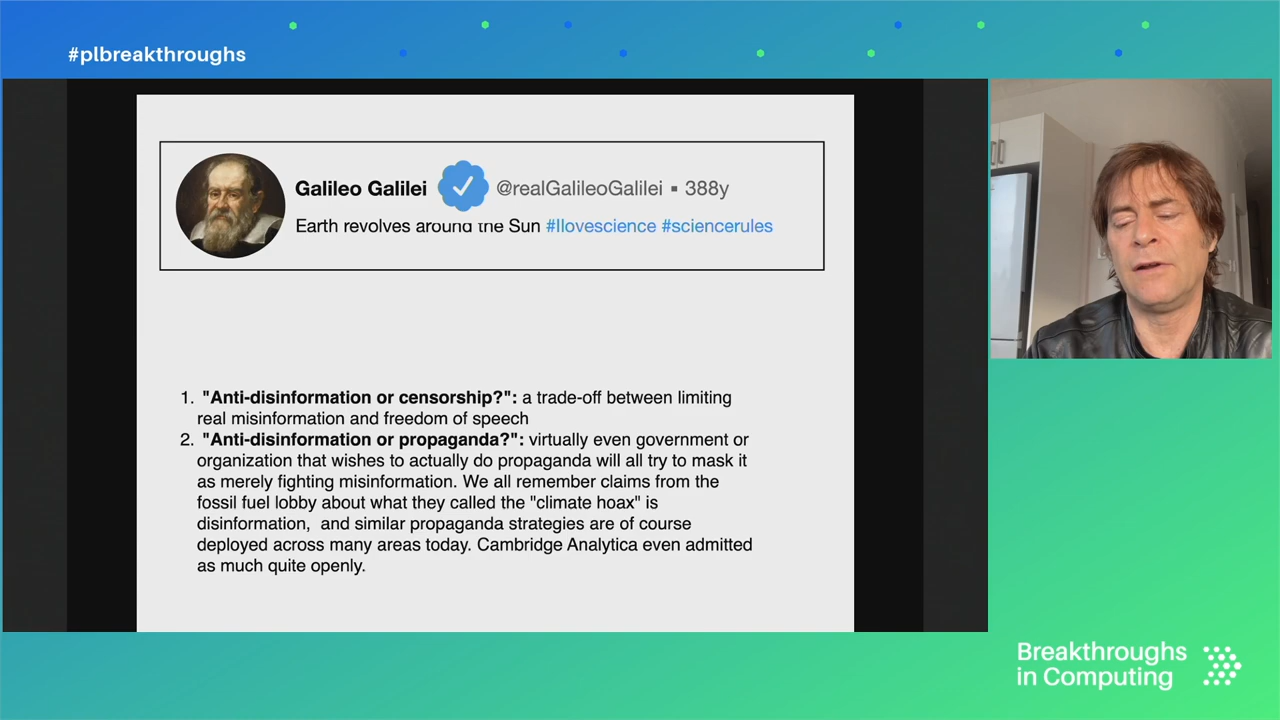 #plbreakthroughs
Galileo Galilei @realGalileoGalilei ▪ 388y
Earth revolves around the Sun #Ilovescience #sciencerules
1. "Anti-disinformation or censorship?": a trade-off between limiting
real misinformation and freedom of speech
2. "Anti-disinformation or propaganda?": virtually even government or
organization that wishes to actually do propaganda will all try to mask it
as merely fighting misinformation. We all remember claims from the
fossil fuel lobby about what they called the "climate hoax" is
disinformation, and similar propaganda strategies are of course
deployed across many areas today. Cambridge Analytica even admitted
as much quite openly.
Breakthroughs
in Computing